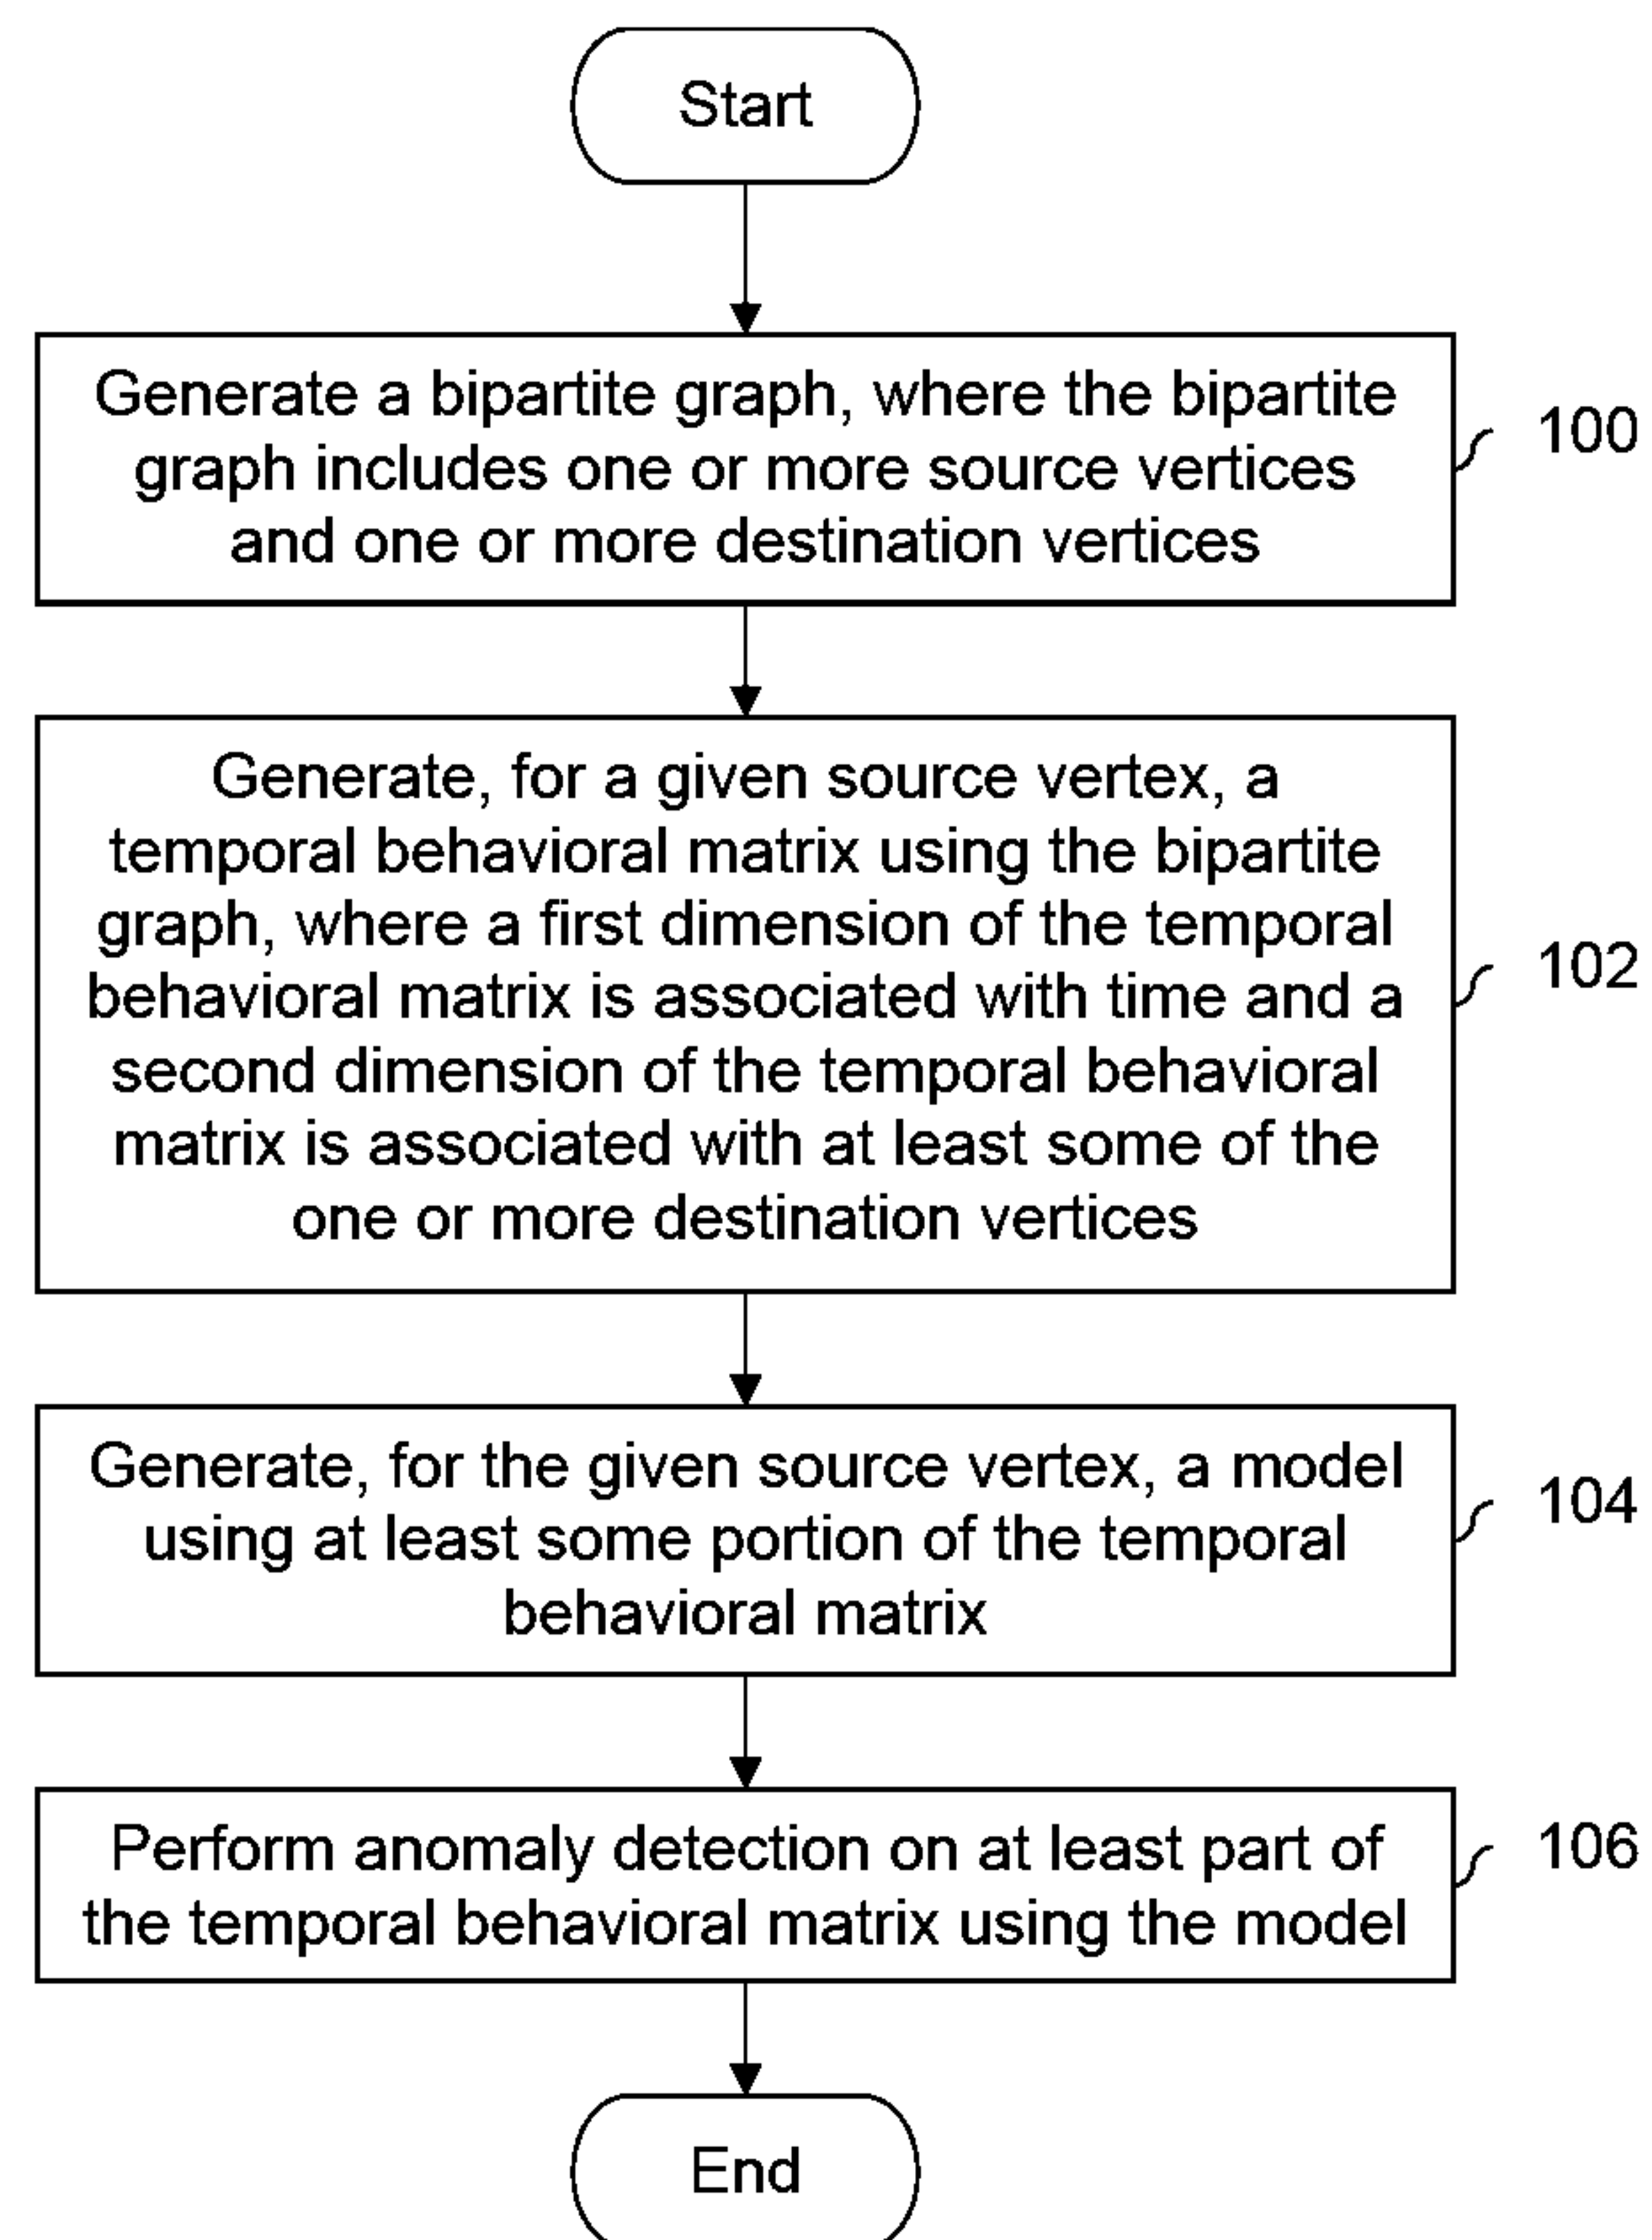 Start
Generate a bipartite graph, where the bipartite
graph includes one or more source vertices
and one or more destination vertices
100
Generate, for a given source vertex, a
temporal behavioral matrix using the bipartite
graph, where a first dimension of the temporal
behavioral matrix is associated with time and a
second dimension of the temporal behavioral
matrix is associated with at least some of the
one or more destination vertices
102
Generate, for the given source vertex, a model
using at least some portion of the temporal
behavioral matrix
104
Perform anomaly detection on at least part of
the temporal behavioral matrix using the model
106
End